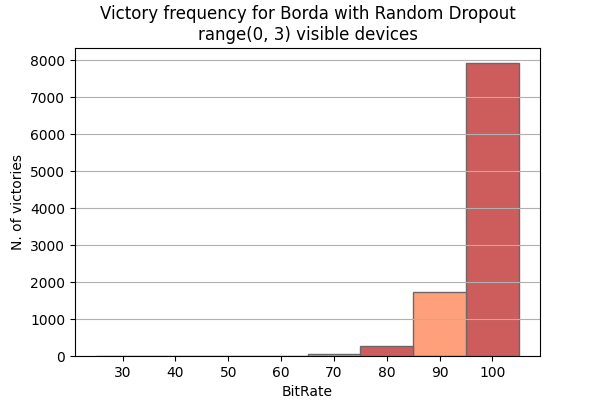 Victory frequency for Borda with Random Dropout
range(0, 3) visible devices
8000
7000
6000
5000
4000
3000
2000
1000
0
N. of victories
30 40 50 60 70 80 90 100
BitRate